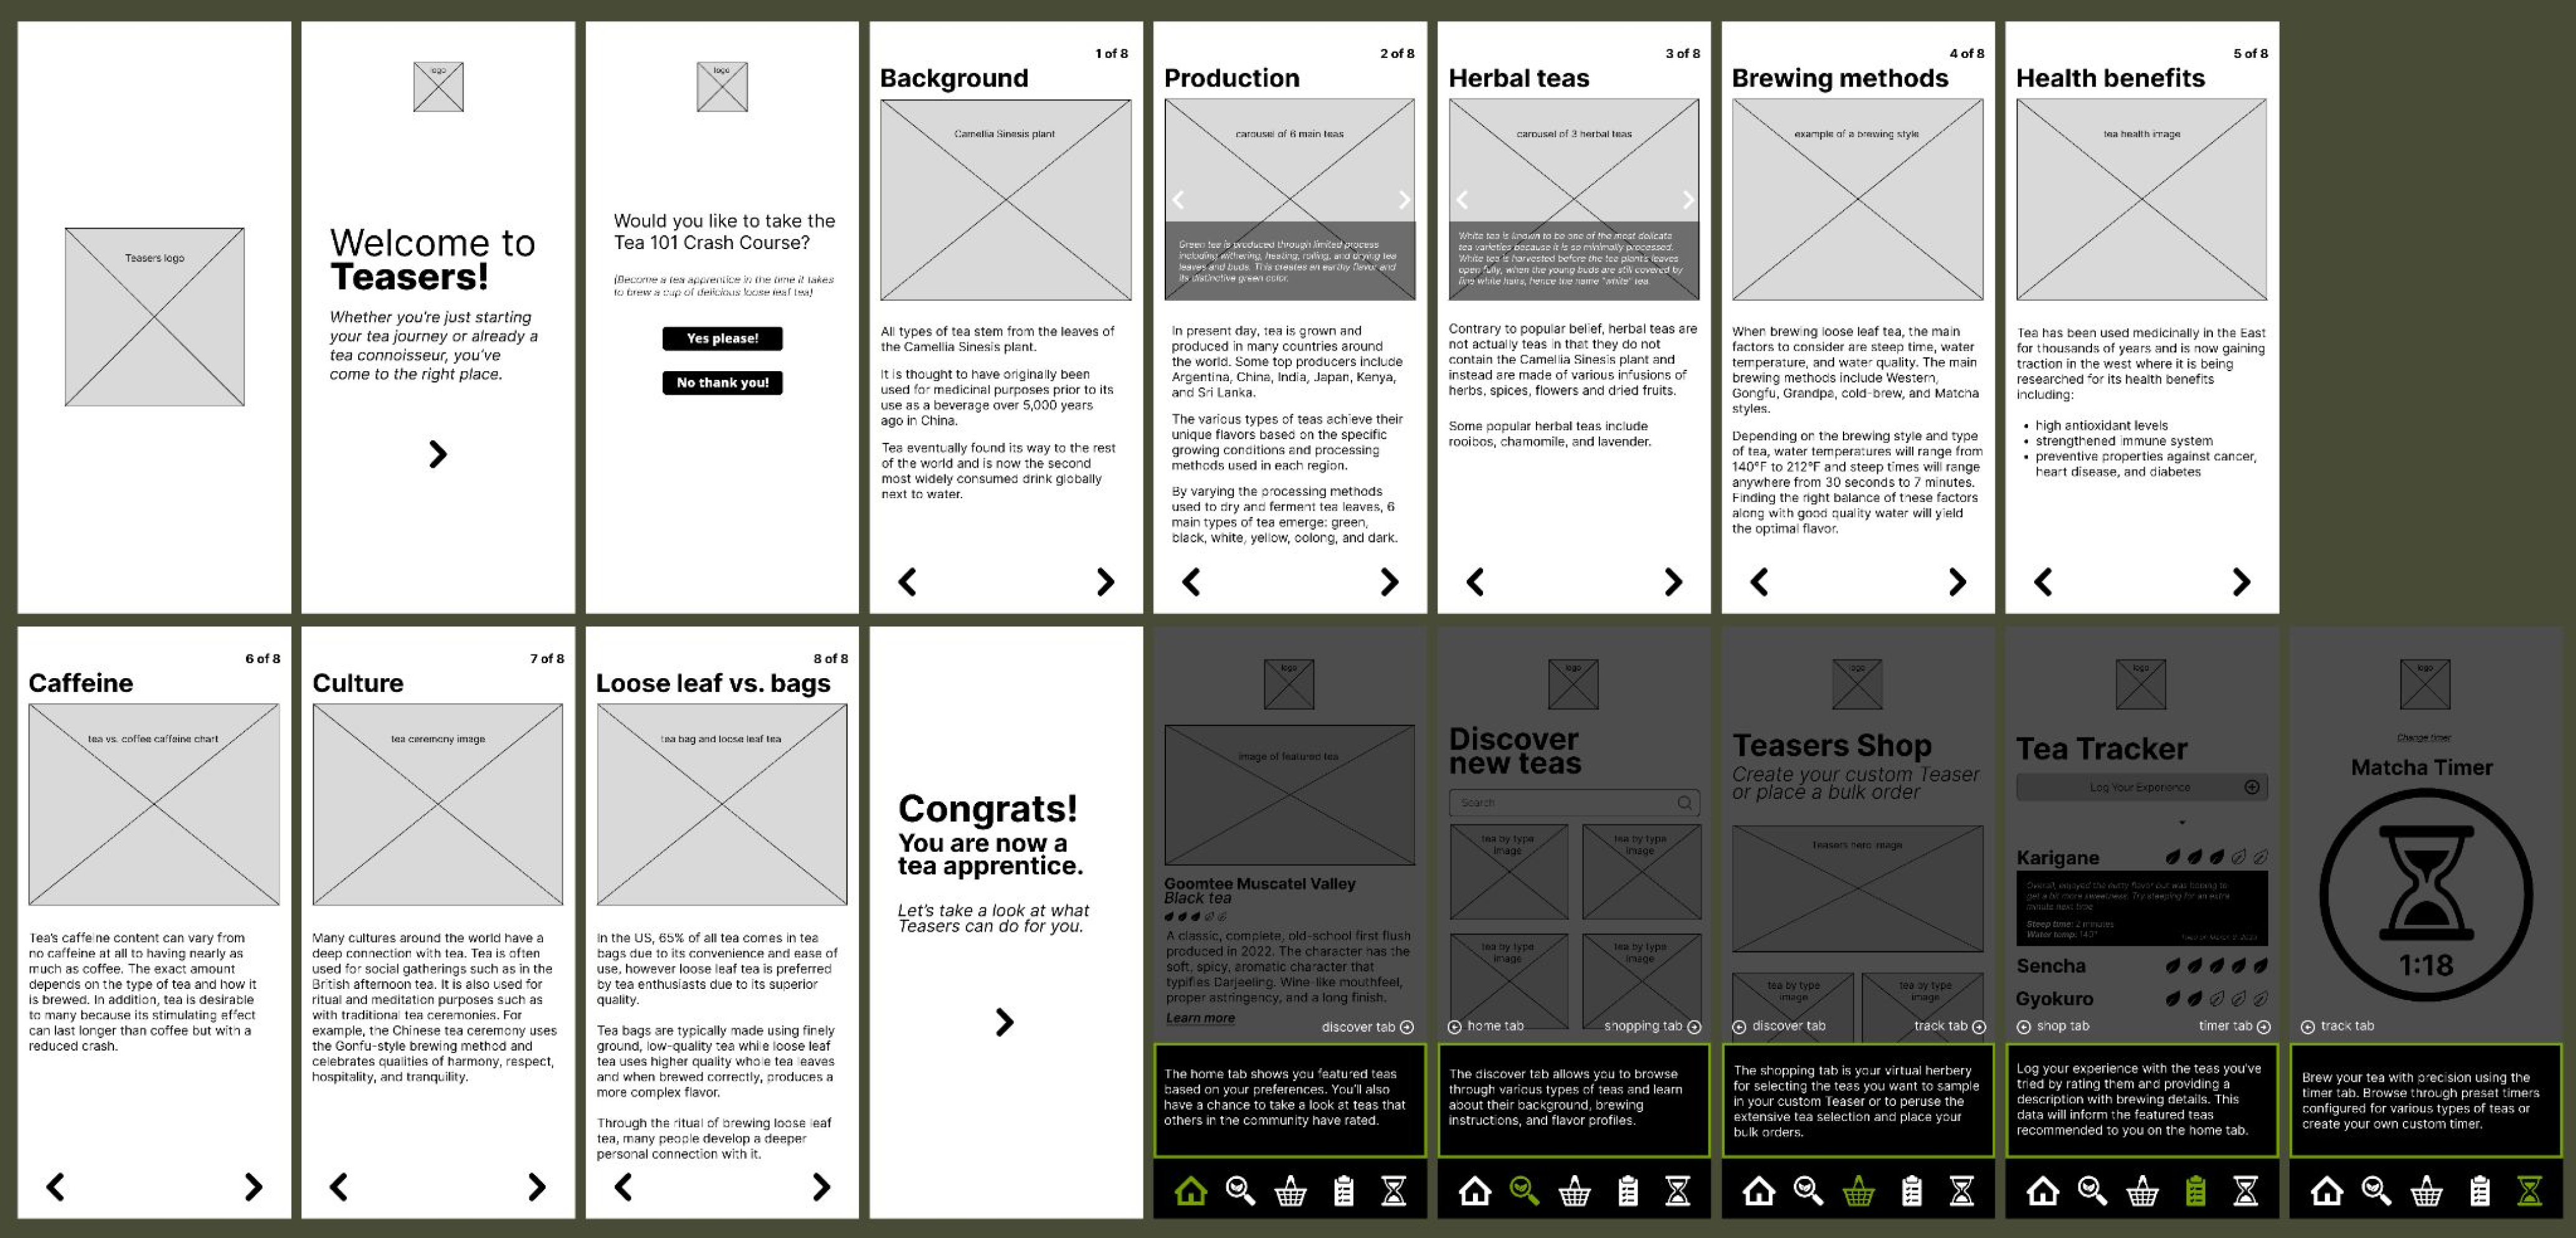 Teasers logo
logo
Welcome to
Teasers!
Whether you're just starting
your tea journey or already a
tea connoisseur, you've
come to the right place.
logo
Would you like to take the
Tea 101 Crash Course?
(Become a tea apprentice in the time it takes
to brew a cup of delicious loose leaf tea)
Yes please!
No thank you!
1 of 8
Background
Camellia Sinesis plant
All types of tea stem from the leaves of
the Camellia Sinesis plant.
It is thought to have originally been
used for medicinal purposes prior to its
use as a beverage over 5,000 years
ago in China.
Tea eventually found its way to the rest
of the world and is now the second
most widely consumed drink globally
next to water.
2 of 8
Production
carousel of 6 main teas
Green tea is produced through limited process
including withering, heating, rolling, and drying tea
leaves and buds. This creates an earthy flavor and
its distinctive green color.
In present day, tea is grown and
produced in many countries around
the world. Some top producers include
Argentina, China, India, Japan, Kenya,
and Sri Lanka.
The various types of teas achieve their
unique flavors based on the specific
growing conditions and processing
methods used in each region.
By varying the processing methods
used to dry and ferment tea leaves, 6
main types of tea emerge: green,
black, white, yellow, oolong, and dark.
3 of 8
Herbal teas
carousel of 3 herbal teas
White tea is known to be one of the most delicate
tea varieties because it is so minimally processed.
White tea is harvested before the tea plant's leaves
open fully, when the young buds are still covered by
fine white hairs, hence the name "white" tea.
Contrary to popular belief, herbal teas are
not actually teas in that they do not
contain the Camellia Sinesis plant and
instead are made of various infusions of
herbs, spices, flowers and dried fruits.
Some popular herbal teas include
rooibos, chamomile, and lavender.
4 of 8
Brewing methods
example of a brewing style
When brewing loose leaf tea, the main
factors to consider are steep time, water
temperature, and water quality. The main
brewing methods include Western,
Gongfu, Grandpa, cold-brew, and Matcha
styles.
Depending on the brewing style and type
of tea, water temperatures will range from
140°F to 212°F and steep times will range
anywhere from 30 seconds to 7 minutes.
Finding the right balance of these factors
along with good quality water will yield
the optimal flavor.
5 of 8
Health benefits
tea health image
Tea has been used medicinally in the East
for thousands of years and is now gaining
traction in the west where it is being
researched for its health benefits
including:
• high antioxidant levels
• strengthened immune system
• preventive properties against cancer,
heart disease, and diabetes
6 of 8
Caffeine
tea vs. coffee caffeine chart
Tea's caffeine content can vary from
no caffeine at all to having nearly as
much as coffee. The exact amount
depends on the type of tea and how it
is brewed. In addition, tea is desirable
to many because its stimulating effect
can last longer than coffee but with a
reduced crash.
7 of 8
Culture
tea ceremony image
Many cultures around the world have a
deep connection with tea. Tea is often
used for social gatherings such as in the
British afternoon tea. It is also used for
ritual and meditation purposes such as
with traditional tea ceremonies. For
example, the Chinese tea ceremony uses
the Gonfu-style brewing method and
celebrates qualities of harmony, respect,
hospitality, and tranquility.
8 of 8
Loose leaf vs. bags
tea bag and loose leaf tea
In the US, 65% of all tea comes in tea
bags due to its convenience and ease of
use, however loose leaf tea is preferred
by tea enthusiasts due to its superior
quality.
Tea bags are typically made using finely
ground, low-quality tea while loose leaf
tea uses higher quality whole tea leaves
and when brewed correctly, produces a
more complex flavor.
Through the ritual of brewing loose leaf
tea, many people develop a deeper
personal connection with it.
Congrats!
You are now a
tea apprentice.
Let's take a look at what
Teasers can do for you.
logo
image of featured tea
Goomtee Muscatel Valley
Black tea
A classic, complete, old-school first flush
produced in 2022. The character has the
soft, spicy, aromatic character that
typifies Darjeeling. Wine-like mouthfeel,
proper astringency, and a long finish.
Learn more
discover tab
The home tab shows you featured teas
based on your preferences. You'll also
have a chance to take a look at teas that
others in the community have rated.
logo
Discover
new teas
Search
tea by type
image
tea by type
image
tea by type
image
tea by type
image
home tab
shopping tab
The discover tab allows you to browse
through various types of teas and learn
about their background, brewing
instructions, and flavor profiles.
logo
Teasers Shop
Create your custom Teaser
or place a bulk order
Teasers hero image
tea by type
image
tea by type
image
discover tab
track tab
The shopping tab is your virtual herbery
for selecting the teas you want to sample
in your custom Teaser or to peruse the
extensive tea selection and place your
bulk orders.
logo
Tea Tracker
Log Your Experience
Karigane
Overall, enjoyed the nutty flavor but was hoping to
get a bit more sweetness. Try steeping for an extra
minute next time
Steep time: 2 minutes
Water temp: 140°
Sencha
Gyokuro
shop tab
timer tab
Log your experience with the teas you've
tried by rating them and providing a
description with brewing details. This
data will inform the featured teas
recommended to you on the home tab.
logo
Change timer
Matcha Timer
1:18
track tab
Brew your tea with precision using the
timer tab. Browse through preset timers
configured for various types of teas or
create your own custom timer.